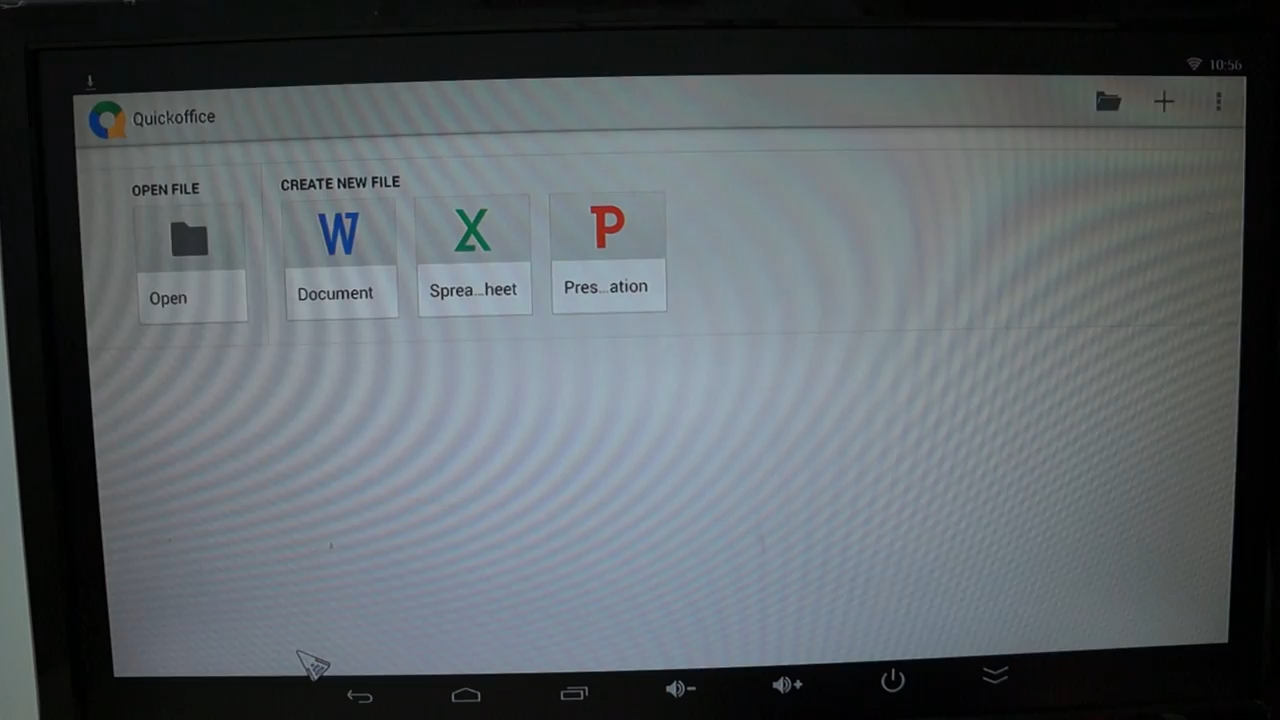 10:56
Quickoffice
OPEN FILE
CREATE NEW FILE
W
X
P
Open
Document
Sprea...heet
Pres...ation